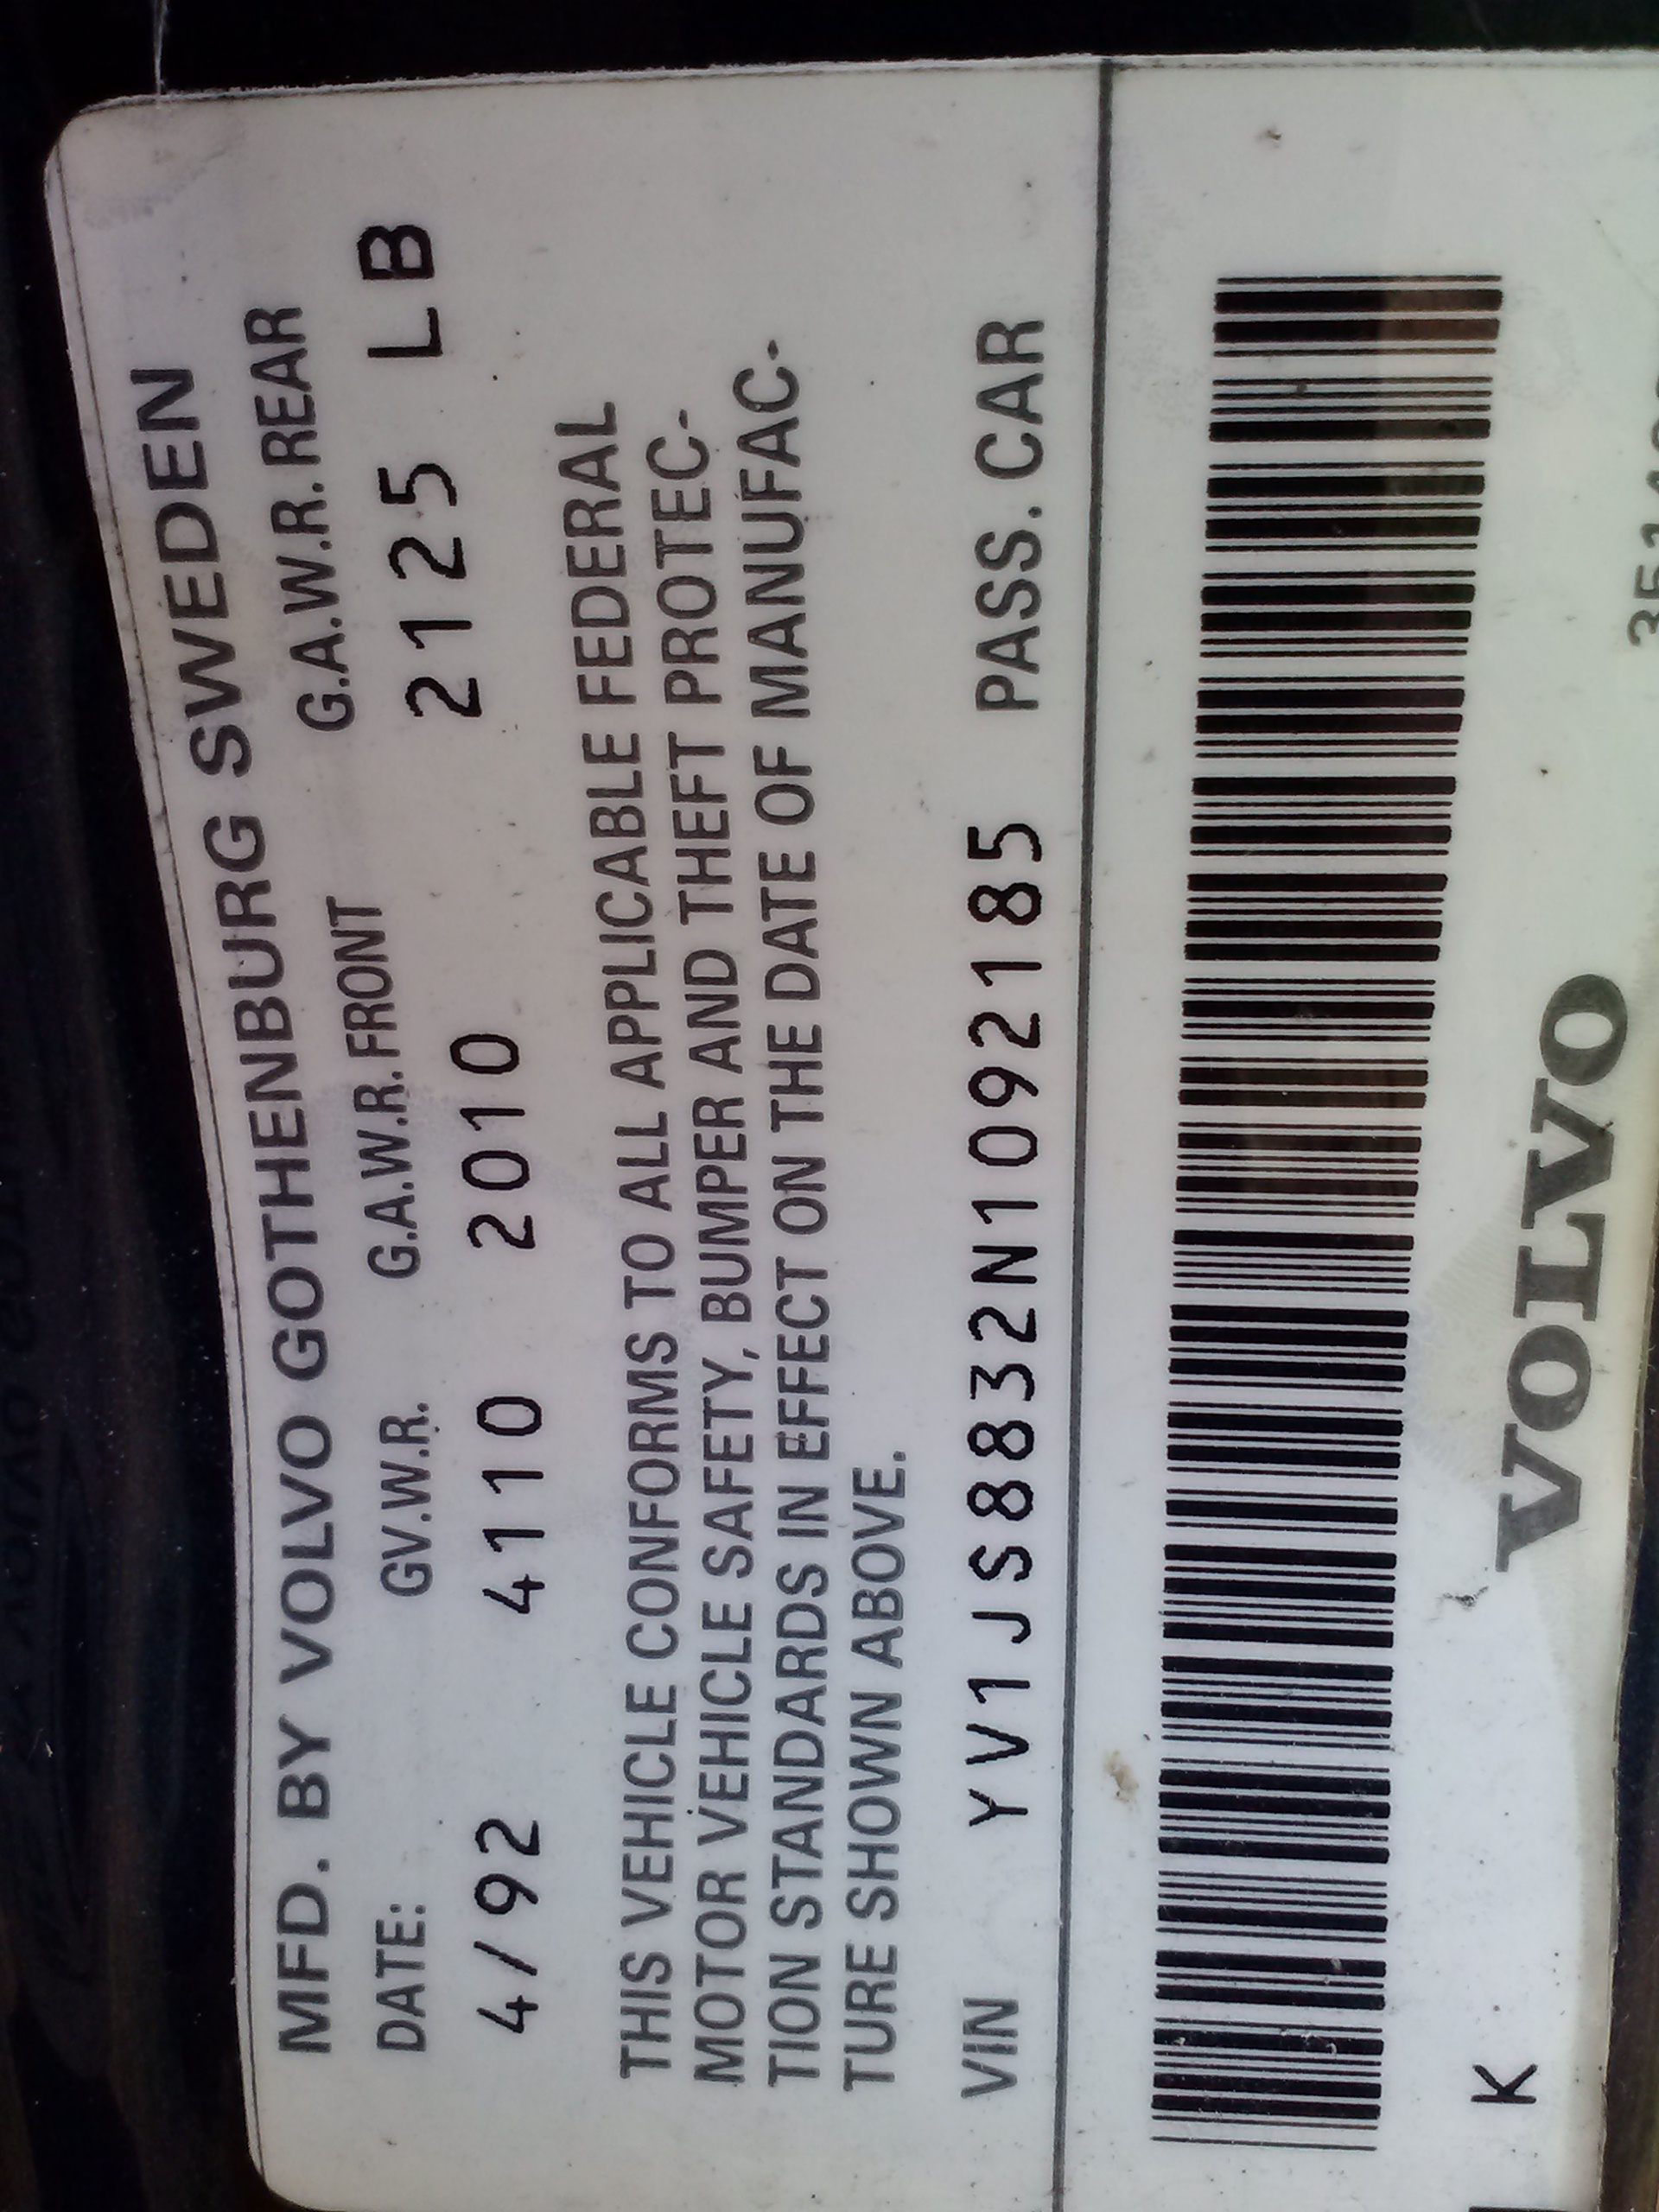 MFD. BY VOLVO GOTHENBURG SWEDEN
DATE: GV.W.R. G.A.W.R. FRONT G.A.W.R. REAR
4/92 4110 2010 2125 LB
THIS VEHICLE CONFORMS TO ALL APPLICABLE FEDERAL
MOTOR VEHICLE SAFETY, BUMPER AND THEFT PROTEC-
TION STANDARDS IN EFFECT ON THE DATE OF MANUFAC-
TURE SHOWN ABOVE.
VIN YV1JS8832N1092185 PASS. CAR
K VOLVO